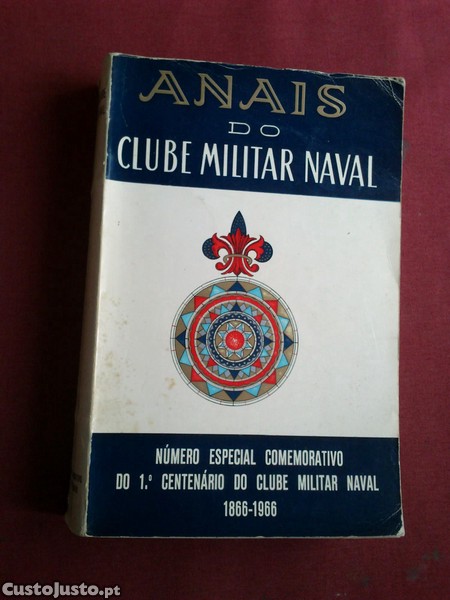 ANAIS
DO
CLUBE MILITAR NAVAL
NÚMERO ESPECIAL COMEMORATIVO
DO 1.º CENTENÁRIO DO CLUBE MILITAR NAVAL
1866-1966
CustoJusto.pt